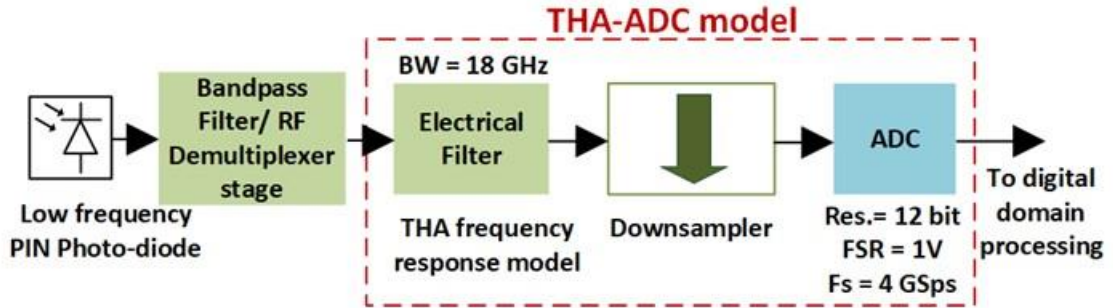 THA-ADC model
BW = 18 GHz
Bandpass
Filter/ RF
Demultiplexer
stage
Electrical
Filter
ADC
Low frequency
PIN Photo-diode
THA frequency
response model
Downsampler
Res.= 12 bit
FSR = 1V
Fs = 4 GSps
To digital
domain
processing